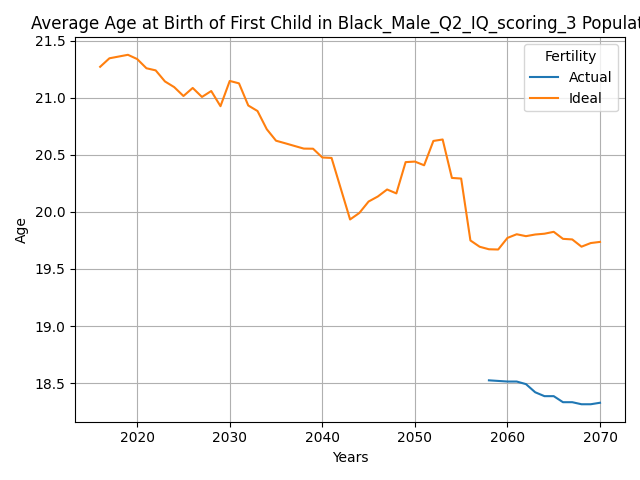 Average Age at Birth of First Child in Black_Male_Q2_IQ_scoring_3 Populat
21.5
21.0
20.5
20.0
19.5
19.0
18.5
Age
Fertility
Actual
Ideal
2020 2030 2040 2050 2060 2070
Years